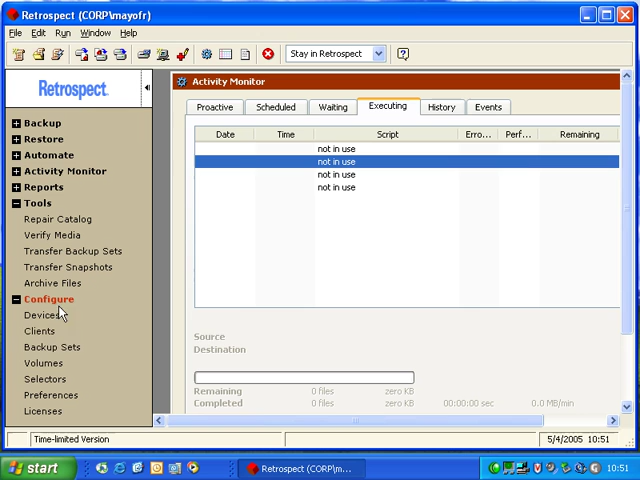 Retrospect (CORP\mayofr)
File Edit Run Window Help
Stay in Retrospect
Retrospect.
Activity Monitor
Proactive Scheduled Waiting Executing History Events
Date Time Script Erro... Perf... Remaining
not in use
not in use
not in use
not in use
Backup
Restore
Automate
Activity Monitor
Reports
Tools
Repair Catalog
Verify Media
Transfer Backup Sets
Transfer Snapshots
Archive Files
Configure
Devices
Clients
Backup Sets
Volumes
Selectors
Preferences
Licenses
Source
Destination
Remaining 0 files zero KB
Completed 0 files zero KB 00:00:00 sec 0.0 MB/min
Time-limited Version 5/4/2005 10:51
start Retrospect (CORP\m... 10:51